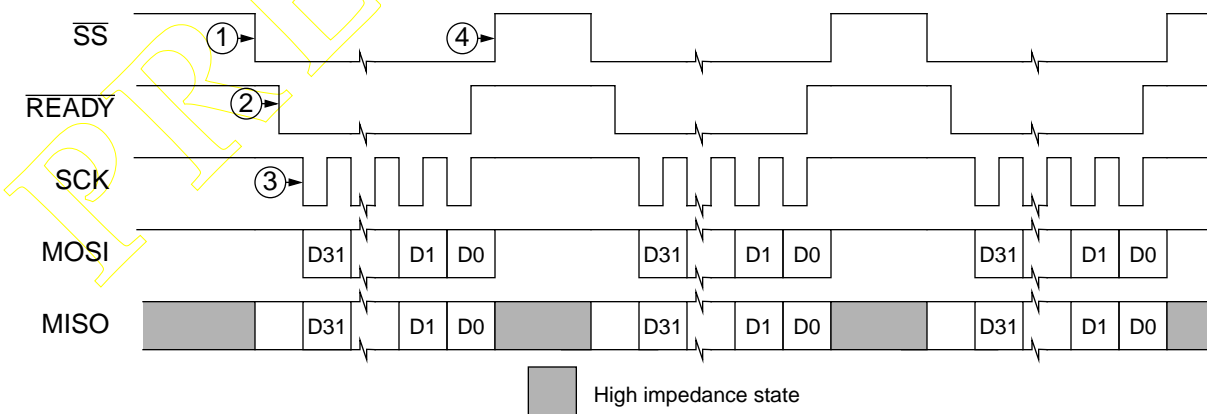 SS 1 4
READY 2
SCK 3
MOSI D31 D1 D0 D31 D1 D0 D31 D1 D0
MISO D31 D1 D0 D31 D1 D0 D31 D1 D0
High impedance state